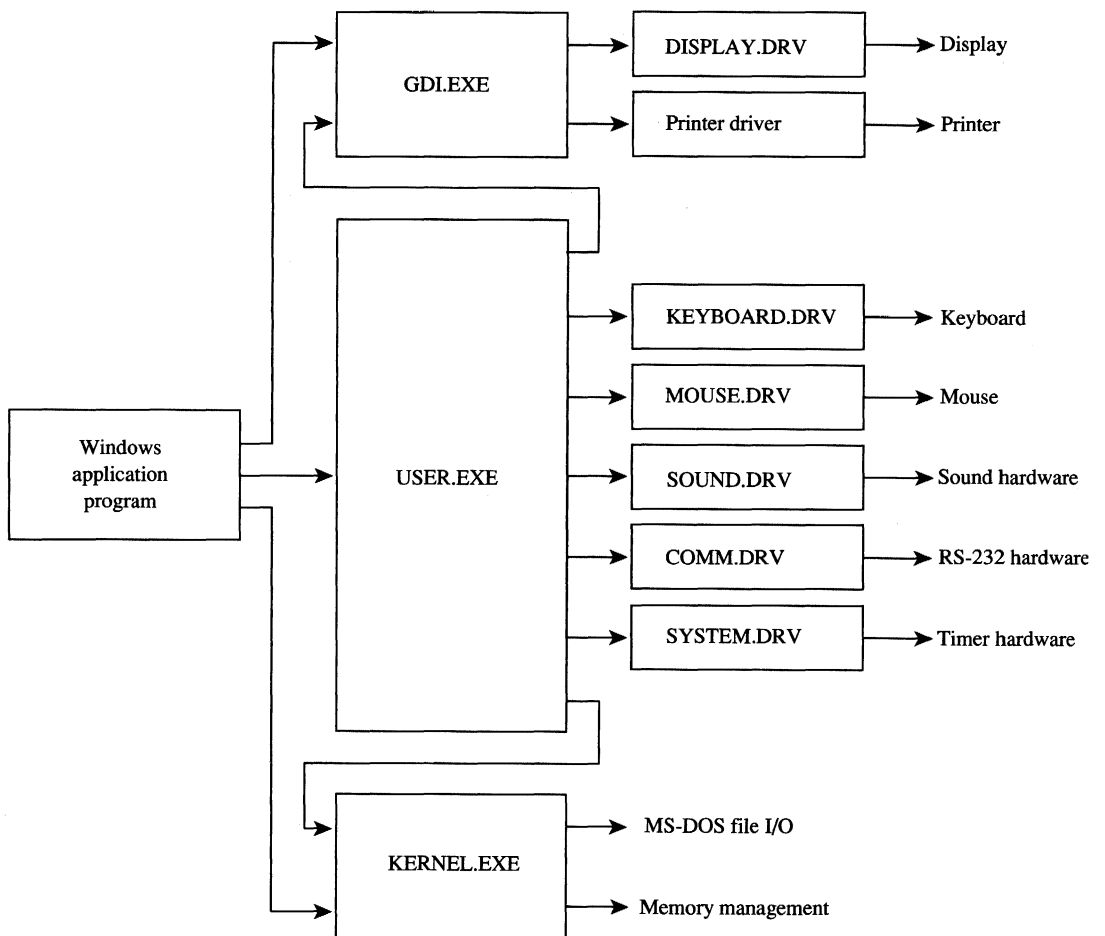 GDI.EXE
DISPLAY.DRV
Display
Printer driver
Printer
KEYBOARD.DRV
Keyboard
MOUSE.DRV
Mouse
Windows
application
program
USER.EXE
SOUND.DRV
Sound hardware
COMM.DRV
RS-232 hardware
SYSTEM.DRV
Timer hardware
KERNEL.EXE
MS-DOS file I/O
Memory management